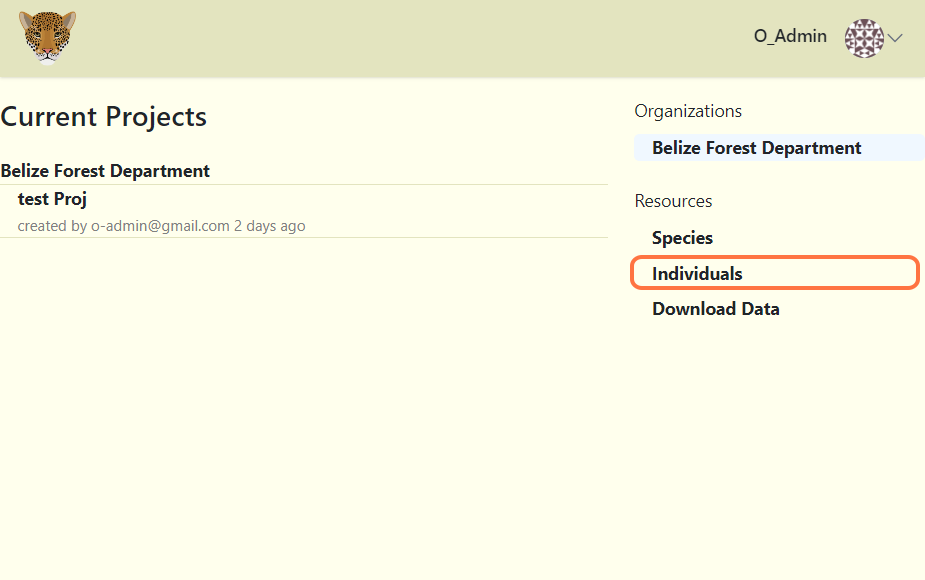 O_Admin
Current Projects
Belize Forest Department
test Proj
created by o-admin@gmail.com 2 days ago
Organizations
Belize Forest Department
Resources
Species
Individuals
Download Data